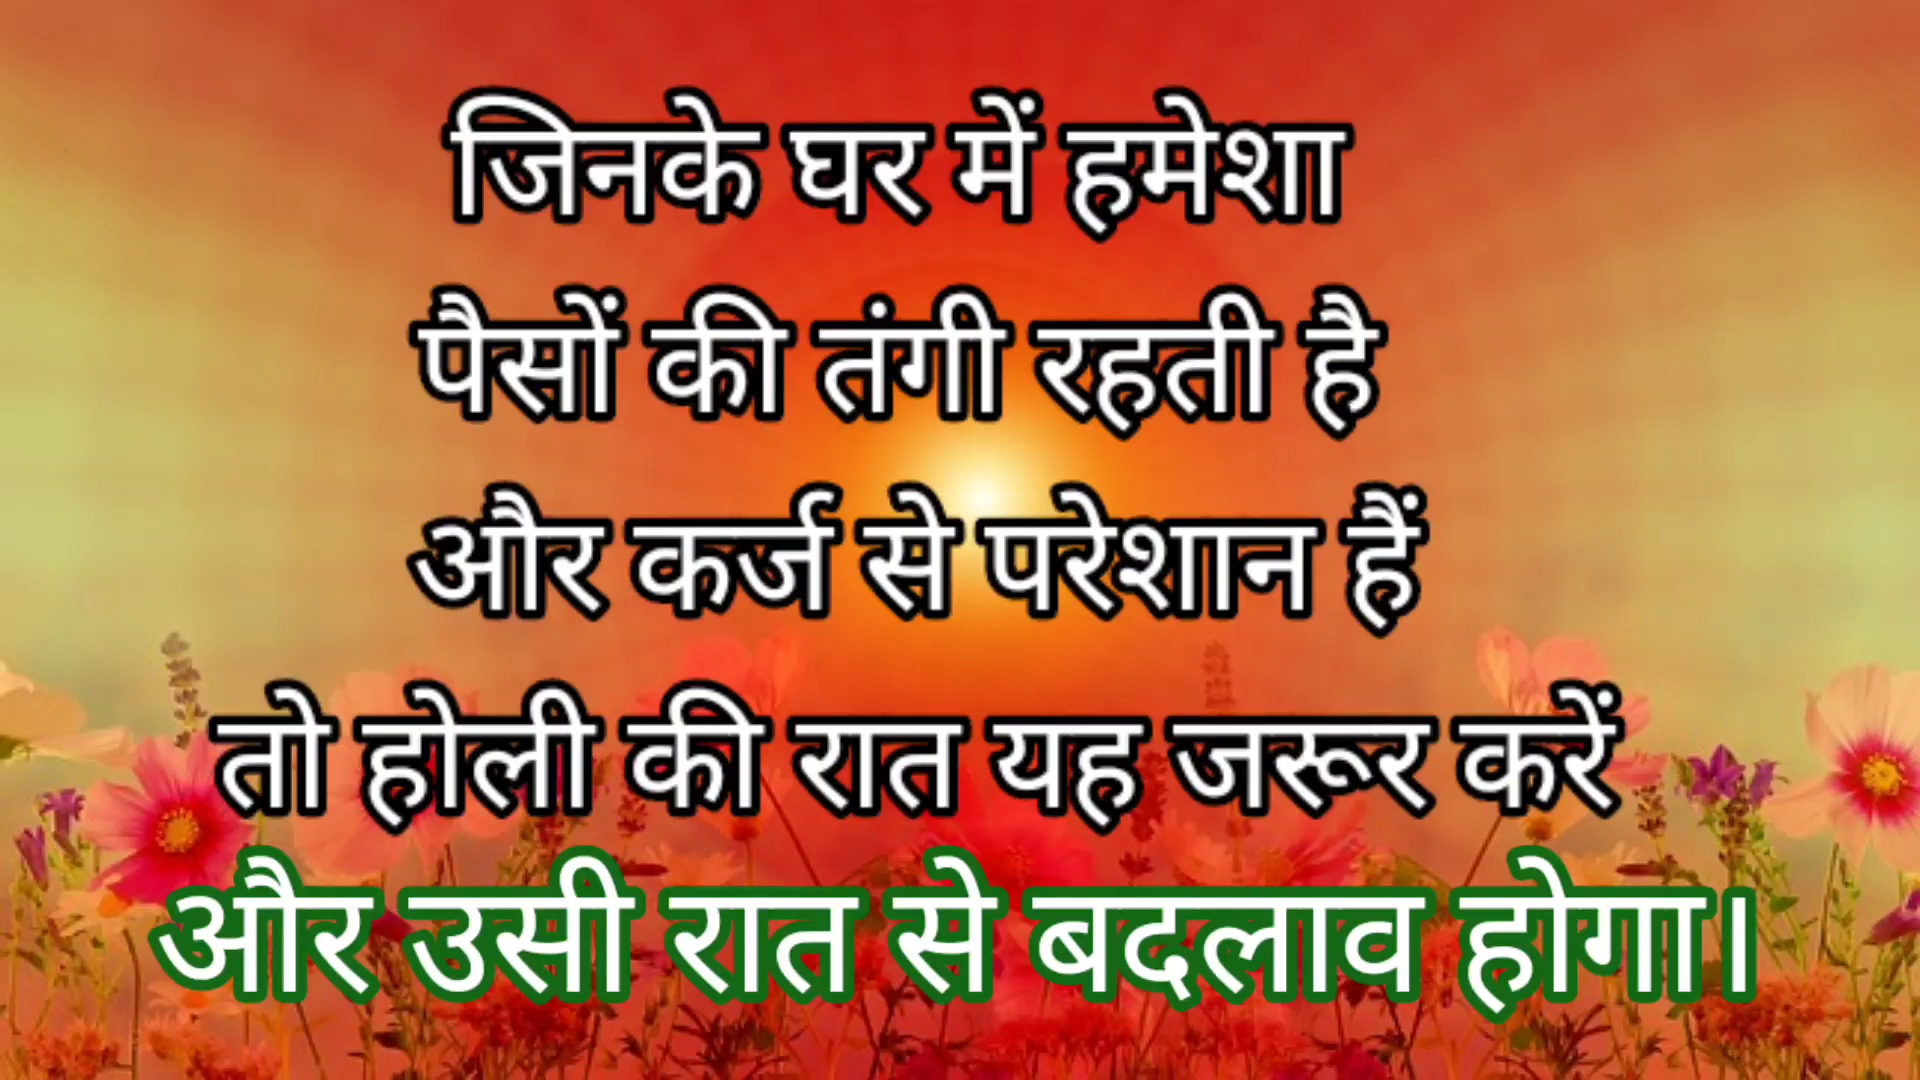 जिनके घर में हमेशा
पैसों की तंगी रहती है
और कर्ज से परेशान हैं
तो होली की रात यह जरूर करें
और उसी रात से बदलाव होगा।